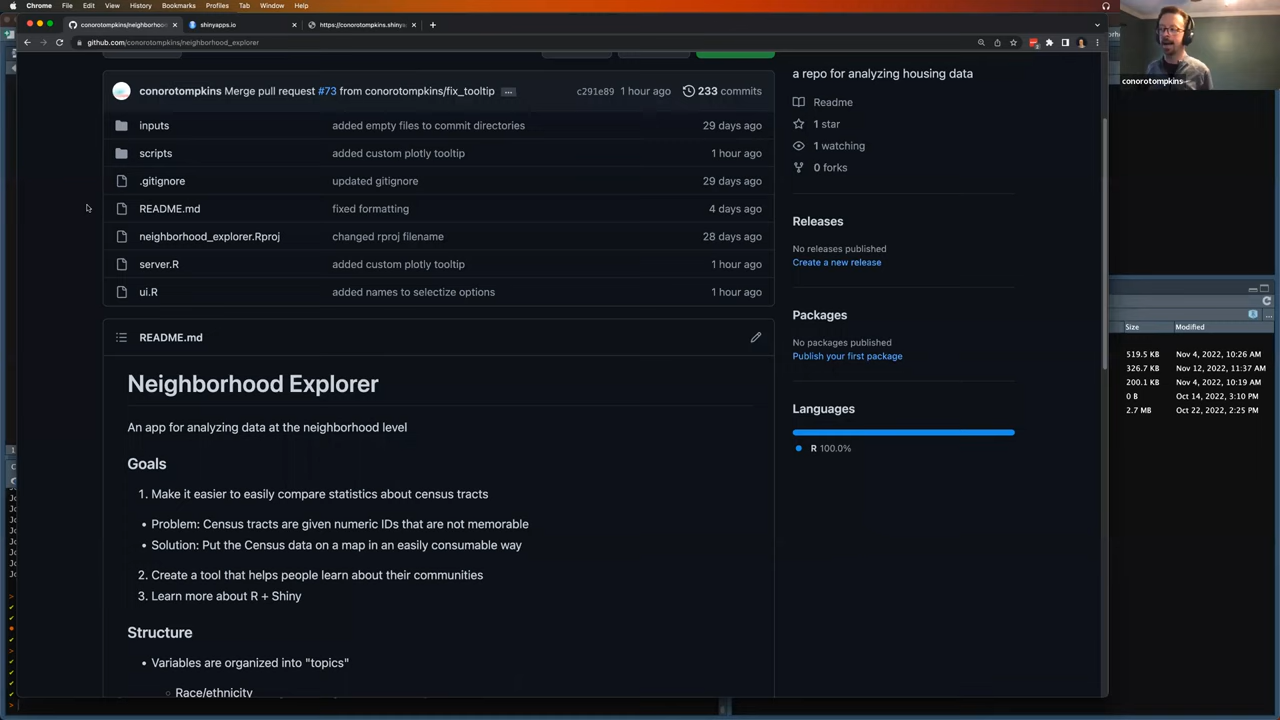 Chrome File Edit View History Bookmarks Profiles Tab Window Help
conorotompkins/neighborhood_
shinyapps.io
https://conorotompkins.shinya
github.com/conorotompkins/neighborhood_explorer
conorotompkins
conorotompkins Merge pull request #73 from conorotompkins/fix_tooltip ... c291e89 1 hour ago 233 commits
inputs added empty files to commit directories 29 days ago
scripts added custom plotly tooltip 1 hour ago
.gitignore updated gitignore 29 days ago
README.md fixed formatting 4 days ago
neighborhood_explorer.Rproj changed rproj filename 28 days ago
server.R added custom plotly tooltip 1 hour ago
ui.R added names to selectize options 1 hour ago
README.md
Neighborhood Explorer
An app for analyzing data at the neighborhood level
Goals
1. Make it easier to easily compare statistics about census tracts
• Problem: Census tracts are given numeric IDs that are not memorable
• Solution: Put the Census data on a map in an easily consumable way
2. Create a tool that helps people learn about their communities
3. Learn more about R + Shiny
Structure
• Variables are organized into "topics"
Race/ethnicity
a repo for analyzing housing data
Readme
1 star
1 watching
0 forks
Releases
No releases published
Create a new release
Packages
No packages published
Publish your first package
Languages
R 100.0%
Size Modified
519.5 KB Nov 4, 2022, 10:26 AM
326.7 KB Nov 12, 2022, 11:37 AM
200.1 KB Nov 4, 2022, 10:19 AM
0 B Oct 14, 2022, 3:10 PM
2.7 MB Oct 22, 2022, 2:25 PM